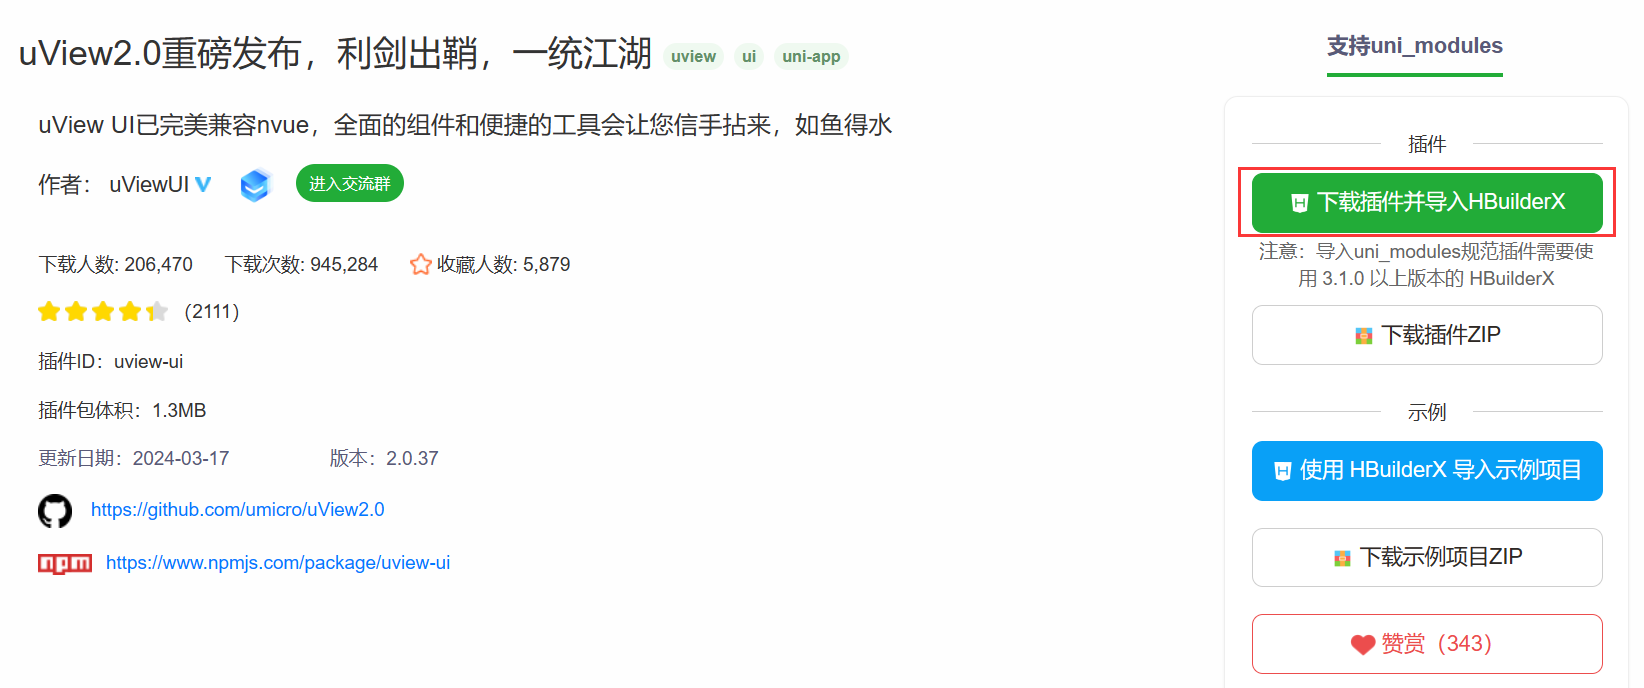 uView2.0重磅发布，利剑出鞘，一统江湖 uview ui uni-app
uView UI已完美兼容nvue，全面的组件和便捷的工具会让您信手拈来，如鱼得水
作者： uViewUI 进入交流群
下载人数: 206,470 下载次数: 945,284 收藏人数: 5,879
(2111)
插件ID：uview-ui
插件包体积：1.3MB
更新日期：2024-03-17 版本：2.0.37
https://github.com/umicro/uView2.0
npm https://www.npmjs.com/package/uview-ui
支持uni_modules
插件
下载插件并导入HBuilderX
注意：导入uni_modules规范插件需要使
用 3.1.0 以上版本的 HBuilderX
下载插件ZIP
示例
使用 HBuilderX 导入示例项目
下载示例项目ZIP
赞赏（343）